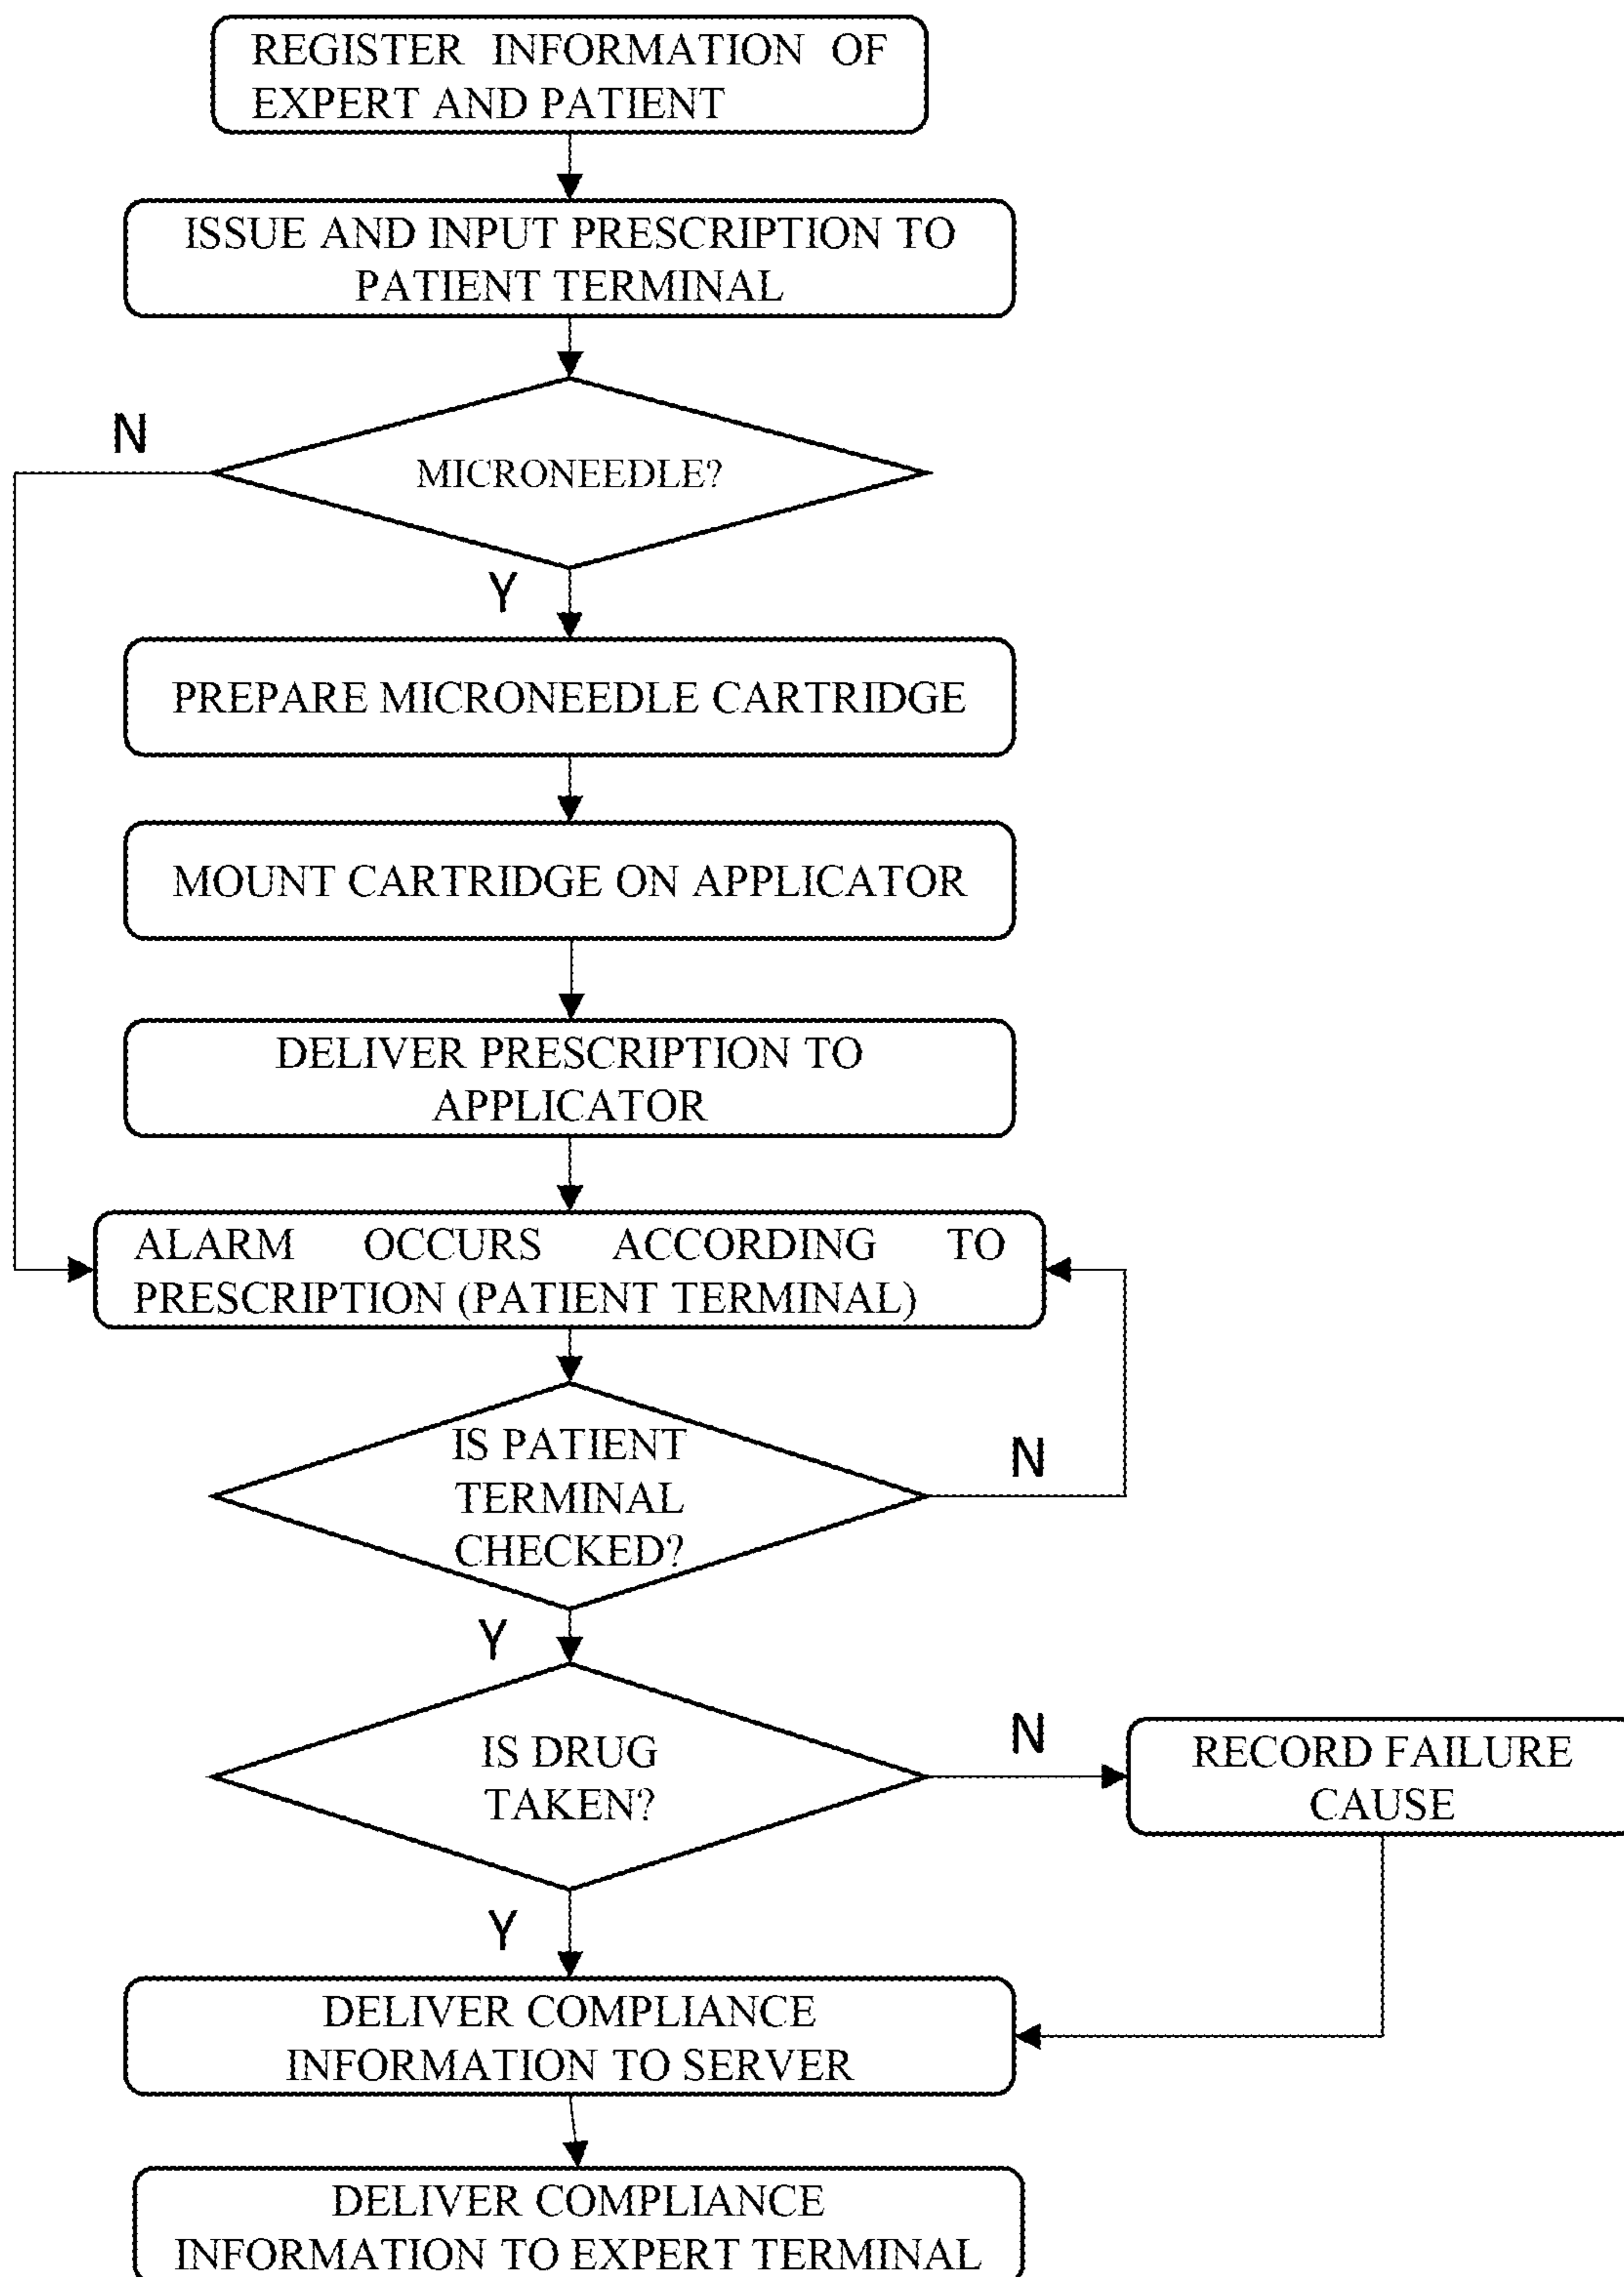 REGISTER INFORMATION OF
EXPERT AND PATIENT
ISSUE AND INPUT PRESCRIPTION TO
PATIENT TERMINAL
N
MICRONEEDLE?
Y
PREPARE MICRONEEDLE CARTRIDGE
MOUNT CARTRIDGE ON APPLICATOR
DELIVER PRESCRIPTION TO
APPLICATOR
ALARM OCCURS ACCORDING TO
PRESCRIPTION (PATIENT TERMINAL)
IS PATIENT
TERMINAL
CHECKED?
N
Y
IS DRUG
TAKEN?
N
RECORD FAILURE
CAUSE
Y
DELIVER COMPLIANCE
INFORMATION TO SERVER
DELIVER COMPLIANCE
INFORMATION TO EXPERT TERMINAL